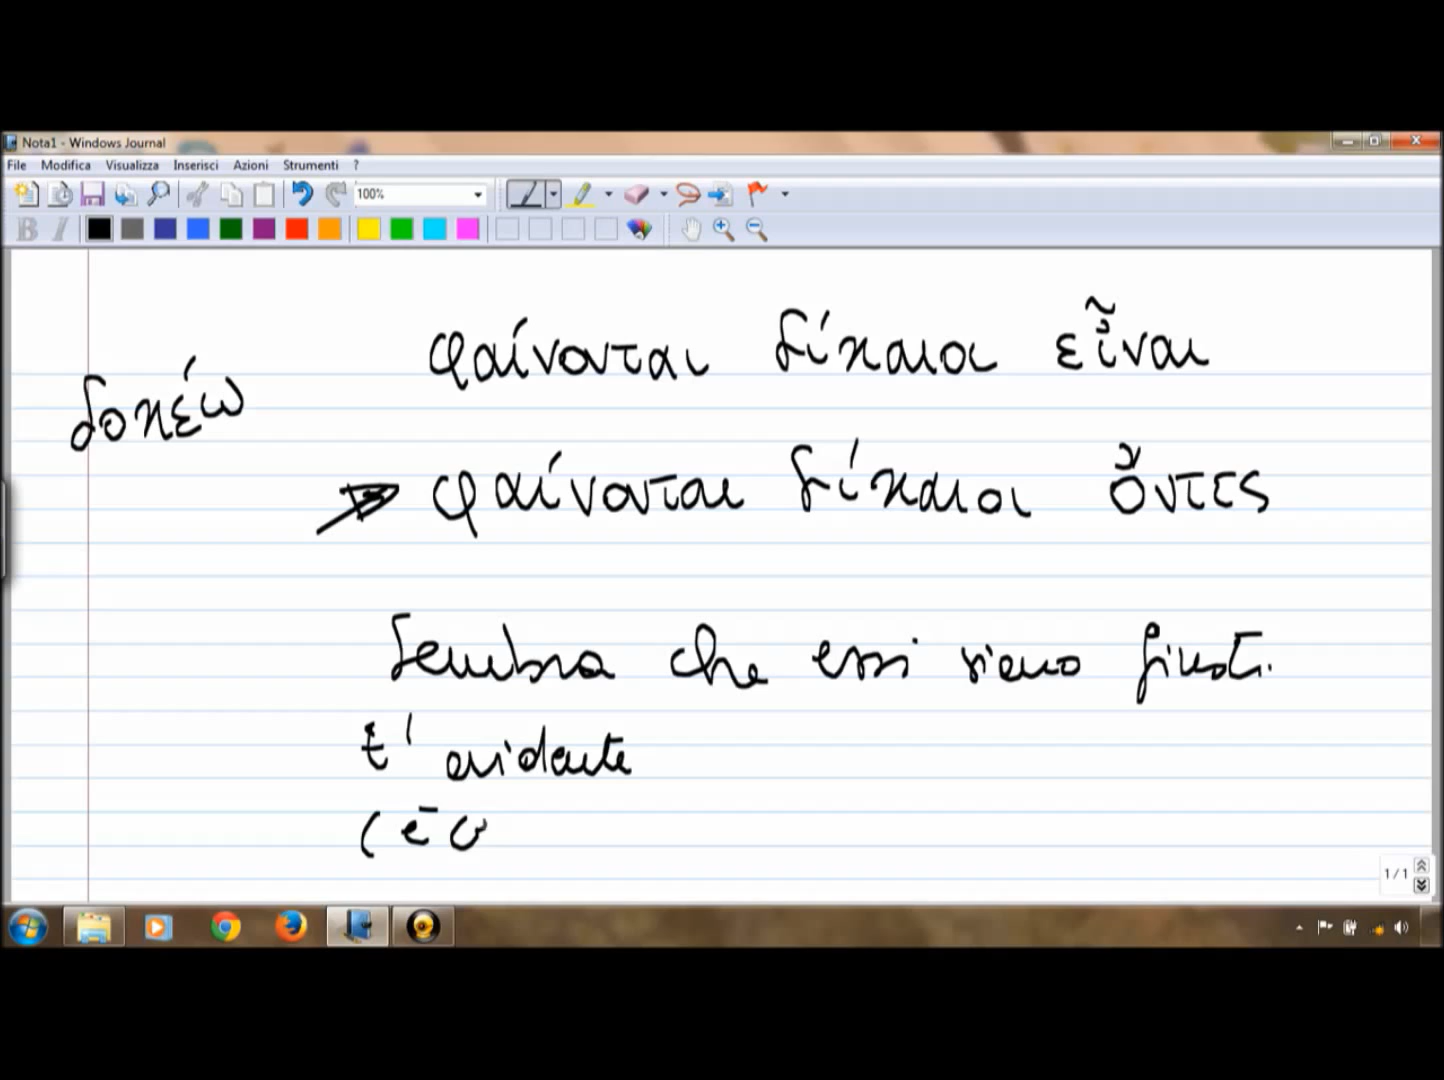 Nota1 - Windows Journal
File Modifica Visualizza Inserisci Azioni Strumenti ?
100%
B I
φαίνονται δίκαιοι εἶναι
δοκέω
φαίνονται δίκαιοι ὄντες
Sembra che essi siano giusti.
E' evidente
(è o
1 / 1